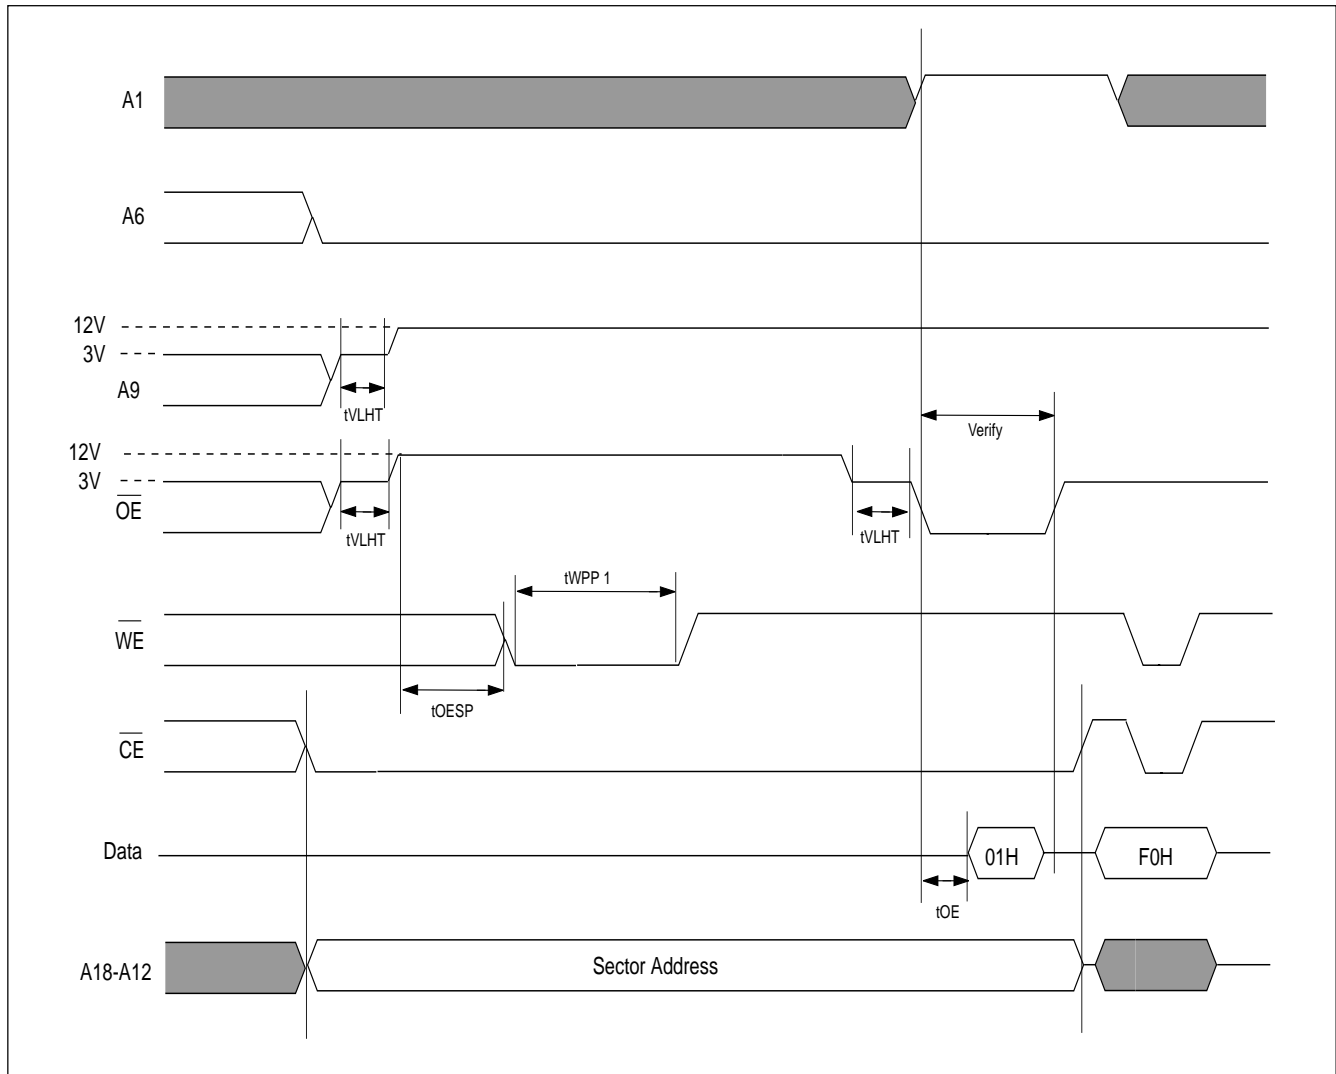 A1
A6
12V
3V
A9
tVLHT
Verify
12V
3V
OE
tVLHT
tVLHT
tWPP 1
WE
tOESP
CE
Data
01H
F0H
tOE
A18-A12
Sector Address